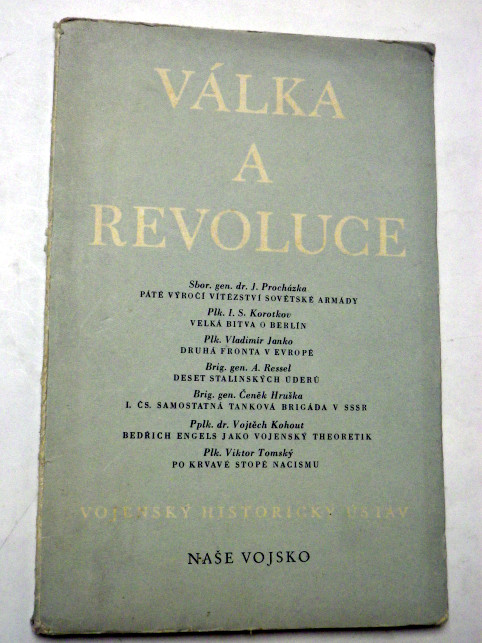 VÁLKA
A
REVOLUCE
Sbor. gen. dr. J. Procházka
PÁTÉ VÝROČÍ VÍTĚZSTVÍ SOVĚTSKÉ ARMÁDY
Plk. I. S. Korotkov
VELKÁ BITVA O BERLÍN
Plk. Vladimír Janko
DRUHÁ FRONTA V EVROPĚ
Brig. gen. A. Ressel
DESET STALINSKÝCH ÚDERŮ
Brig. gen. Čeněk Hruška
I. ČS. SAMOSTATNÁ TANKOVÁ BRIGÁDA V SSSR
Pplk. dr. Vojtěch Kohout
BEDŘICH ENGELS JAKO VOJENSKÝ THEORETIK
Plk. Viktor Tomský
PO KRVAVÉ STOPĚ NACISMU
VOJENSKÝ HISTORICKÝ ÚSTAV
NAŠE VOJSKO